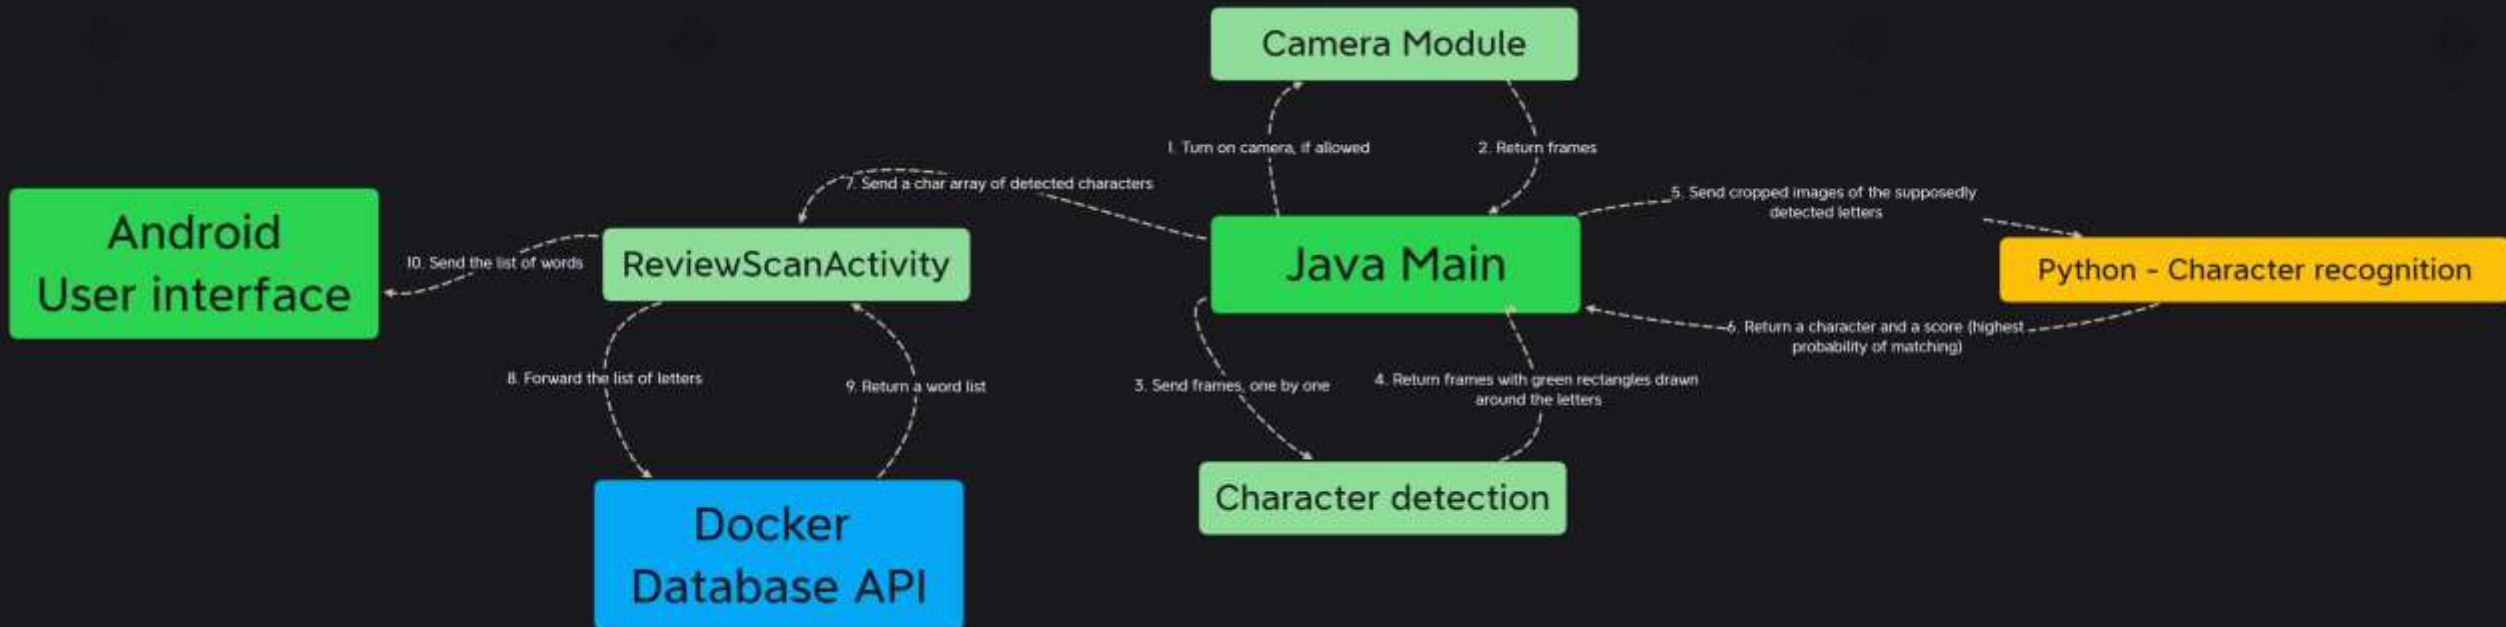 Camera Module
1. Turn on camera, if allowed
2. Return frames
7. Send a char array of detected characters
5. Send cropped images of the supposedly
detected letters
Android
User interface
10. Send the list of words
ReviewScanActivity
Java Main
Python - Character recognition
6. Return a character and a score (highest
probability of matching)
8. Forward the list of letters
9. Return a word list
3. Send frames, one by one
4. Return frames with green rectangles drawn
around the letters
Docker
Database API
Character detection